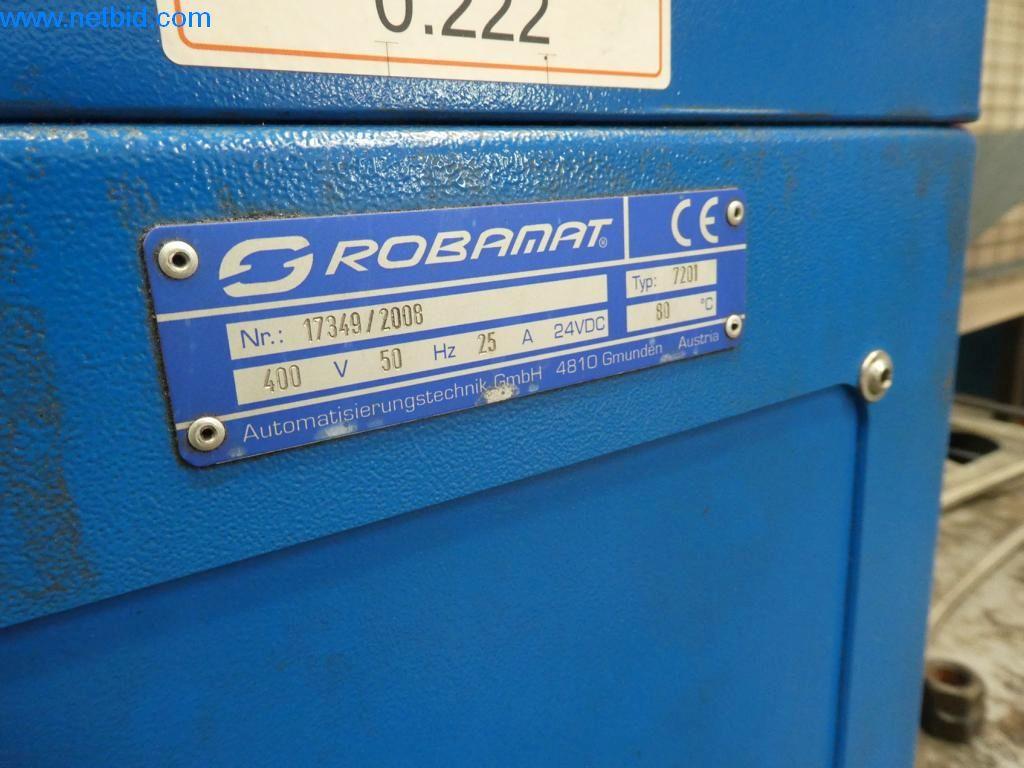 www.netbid.com
6.222
ROBAMAT®
CE
Nr.: 17349/2008
Typ: 7201
400 V 50 Hz 25 A 24VDC
80 °C
Automatisierungstechnik GmbH 4810 Gmunden Austria